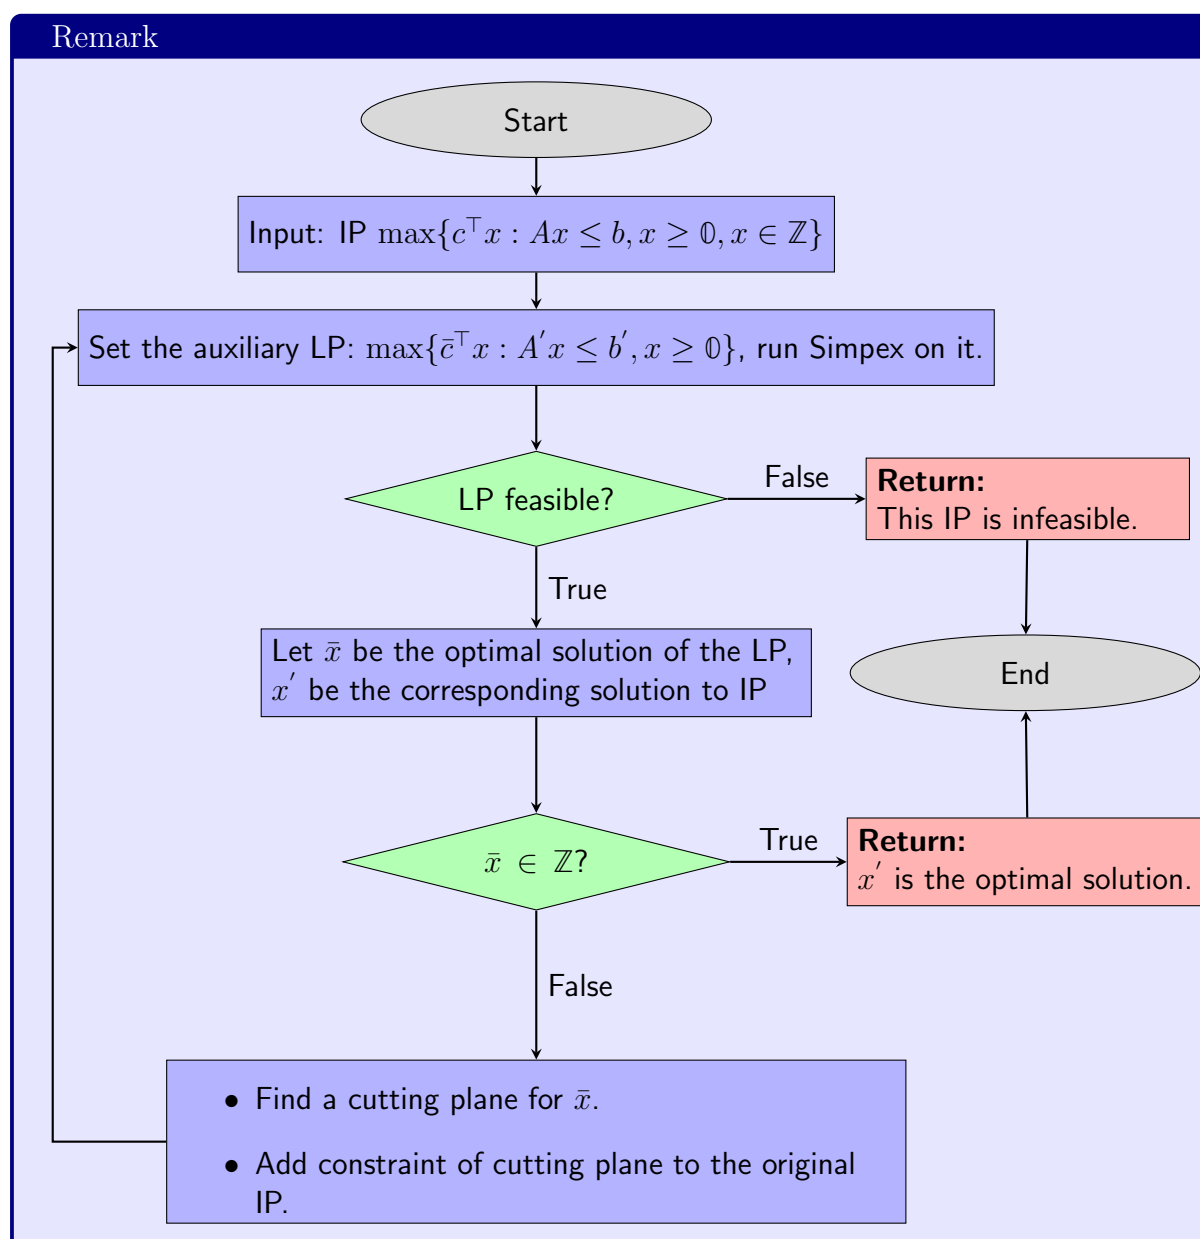 Remark
Start
Input: IP max{c⊤x : Ax ≤ b, x ≥ 𝟘, x ∈ ℤ}
Set the auxiliary LP: max{c̄⊤x : A′x ≤ b′, x ≥ 𝟘}, run Simpex on it.
LP feasible?
False
Return:
This IP is infeasible.
True
Let x̄ be the optimal solution of the LP,
x′ be the corresponding solution to IP
End
x̄ ∈ ℤ?
True
Return:
x′ is the optimal solution.
False
• Find a cutting plane for x̄.
• Add constraint of cutting plane to the original
IP.